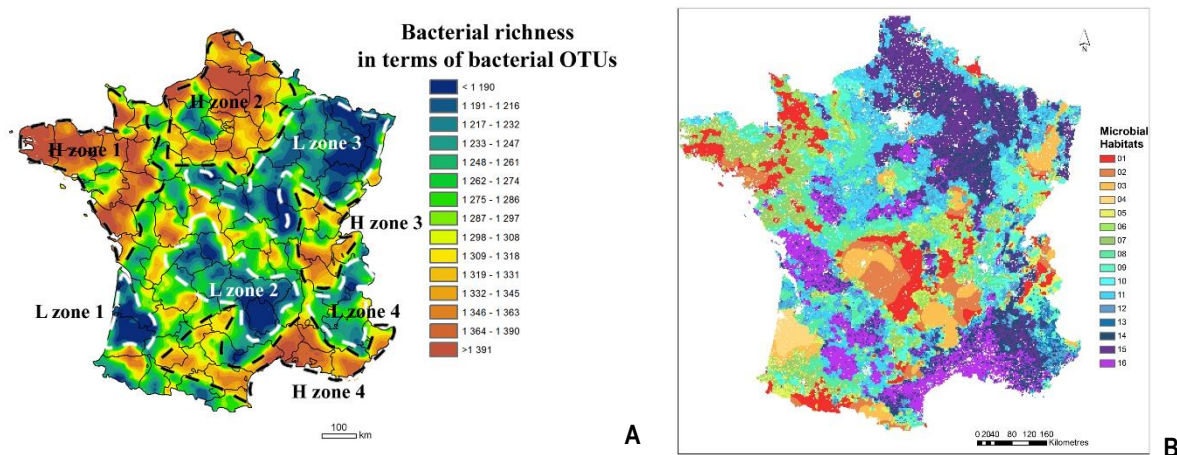 Bacterial richness
in terms of bacterial OTUs
< 1 190
1 191 - 1 216
1 217 - 1 232
1 233 - 1 247
1 248 - 1 261
1 262 - 1 274
1 275 - 1 286
1 287 - 1 297
1 298 - 1 308
1 309 - 1 318
1 319 - 1 331
1 332 - 1 345
1 346 - 1 363
1 364 - 1 390
>1 391
H zone 2
H zone 1
L zone 3
H zone 3
L zone 2
L zone 1
L zone 4
H zone 4
100
km
A
N
Microbial
Habitats
01
02
03
04
05
06
07
08
09
10
11
12
13
14
15
16
0 20 40 80 120 160
Kilometres
B